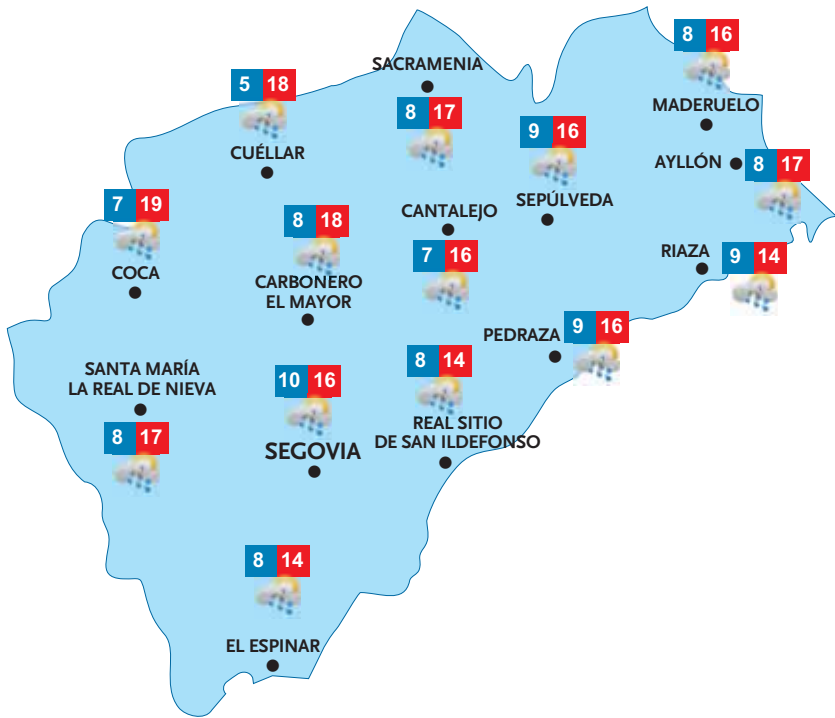 8 16
MADERUELO
SACRAMENIA
8 17
5 18
CUÉLLAR
9 16
SEPÚLVEDA
AYLLÓN
8 17
7 19
COCA
8 18
CARBONERO
EL MAYOR
CANTALEJO
7 16
RIAZA
9 14
PEDRAZA
9 16
SANTA MARÍA
LA REAL DE NIEVA
8 17
10 16
SEGOVIA
8 14
REAL SITIO
DE SAN ILDEFONSO
8 14
EL ESPINAR